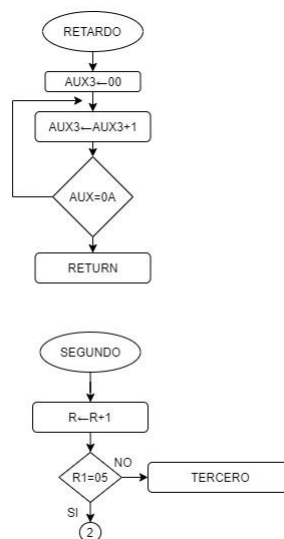 RETARDO
AUX3←00
AUX3←AUX3+1
AUX=0A
RETURN
SEGUNDO
R←R+1
NO
R1=05
TERCERO
SI
2